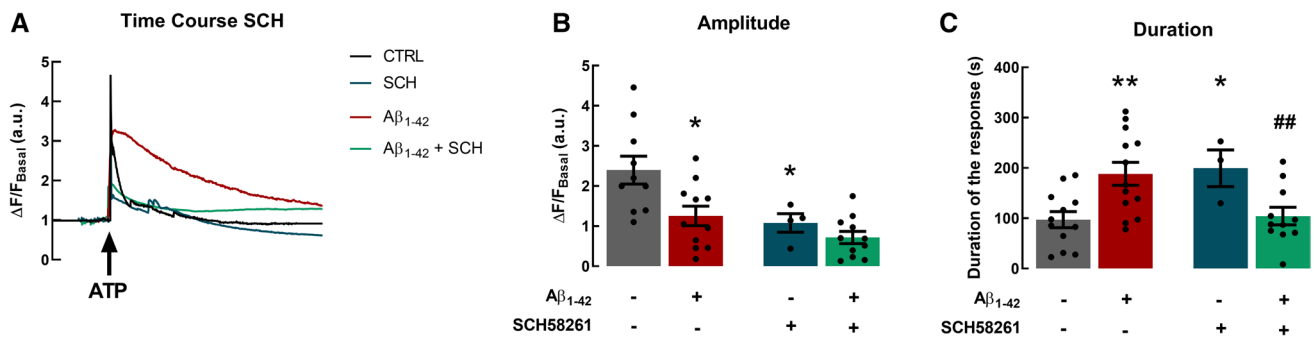 A
Time Course SCH
ΔF/F_Basal (a.u.)
5
4
3
2
1
0
ATP
CTRL
SCH
Aβ1-42
Aβ1-42 + SCH
B
Amplitude
ΔF/F_Basal (a.u.)
5
4
3
2
1
0
*
*
Aβ1-42 - + - +
SCH58261 - - + +
C
Duration
Duration of the response (s)
400
300
200
100
0
**
*
##
Aβ1-42 - + - +
SCH58261 - - + +